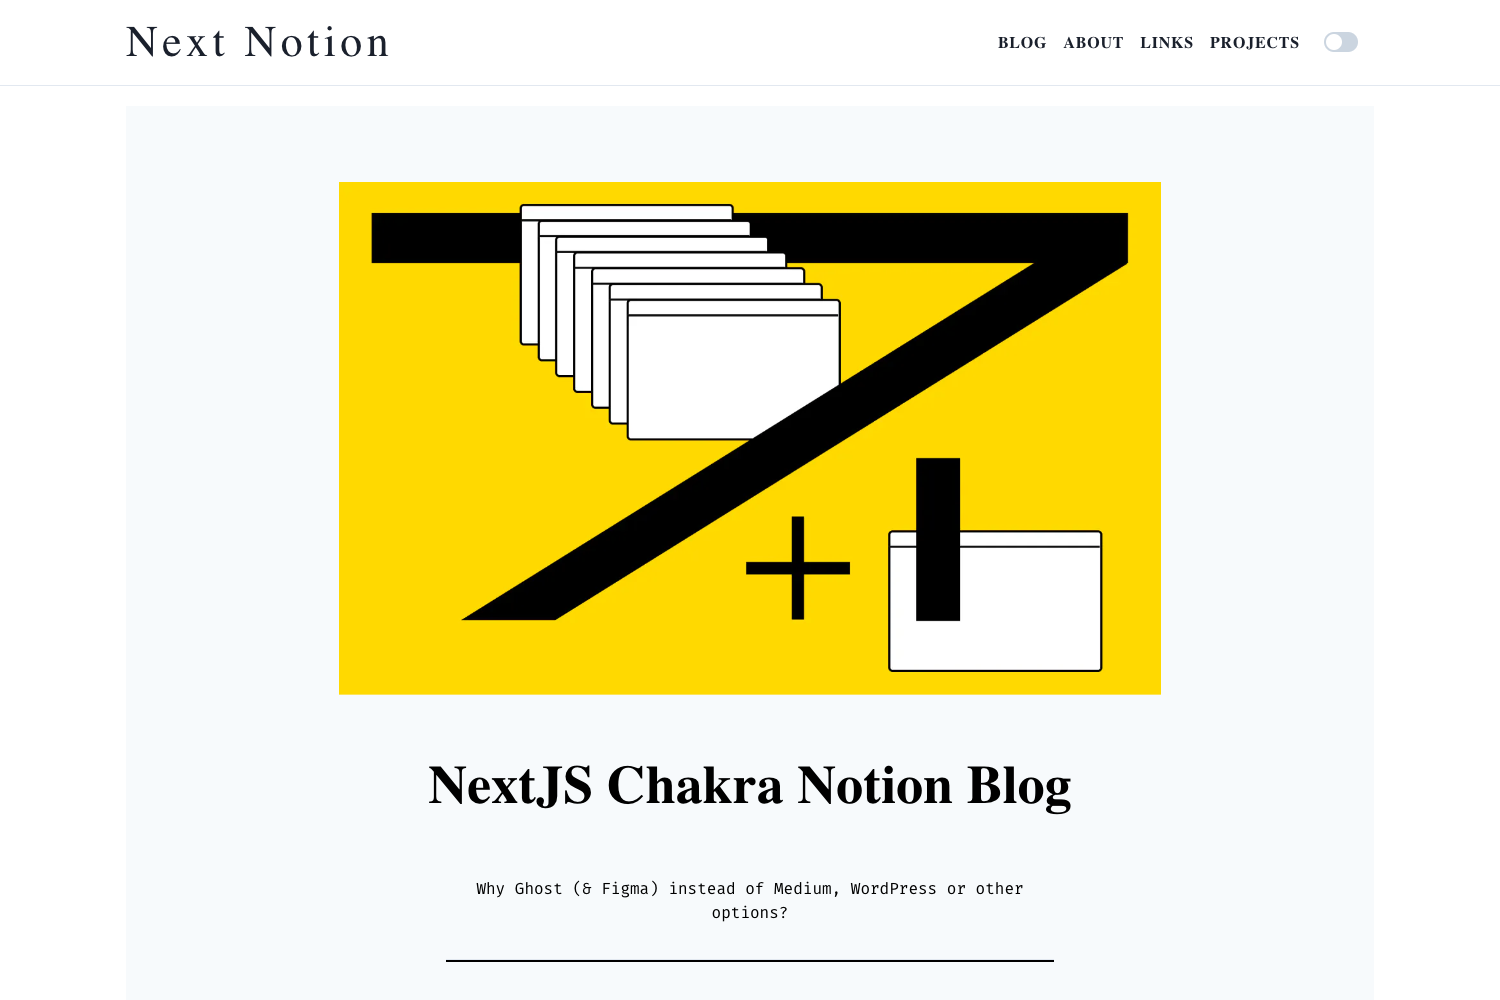 Next Notion
BLOG ABOUT LINKS PROJECTS
NextJS Chakra Notion Blog
Why Ghost (& Figma) instead of Medium, WordPress or other
options?